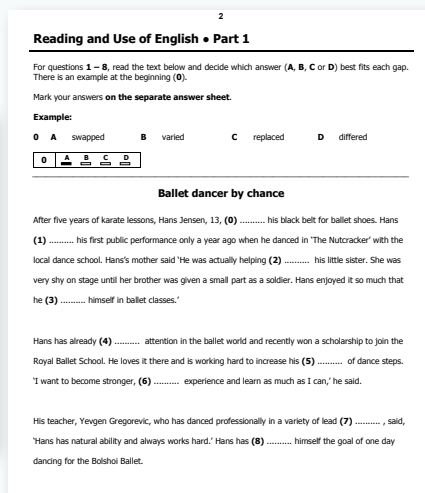 2
Reading and Use of English ● Part 1
For questions 1 – 8, read the text below and decide which answer (A, B, C or D) best fits each gap.
There is an example at the beginning (0).
Mark your answers on the separate answer sheet.
Example:
0 A swapped B varied C replaced D differed
0 A B C D
Ballet dancer by chance
After five years of karate lessons, Hans Jensen, 13, (0) .......... his black belt for ballet shoes. Hans
(1) .......... his first public performance only a year ago when he danced in 'The Nutcracker' with the
local dance school. Hans's mother said 'He was actually helping (2) .......... his little sister. She was
very shy on stage until her brother was given a small part as a soldier. Hans enjoyed it so much that
he (3) .......... himself in ballet classes.'
Hans has already (4) .......... attention in the ballet world and recently won a scholarship to join the
Royal Ballet School. He loves it there and is working hard to increase his (5) .......... of dance steps.
'I want to become stronger, (6) .......... experience and learn as much as I can,' he said.
His teacher, Yevgen Gregorevic, who has danced professionally in a variety of lead (7) .......... , said,
'Hans has natural ability and always works hard.' Hans has (8) .......... himself the goal of one day
dancing for the Bolshoi Ballet.